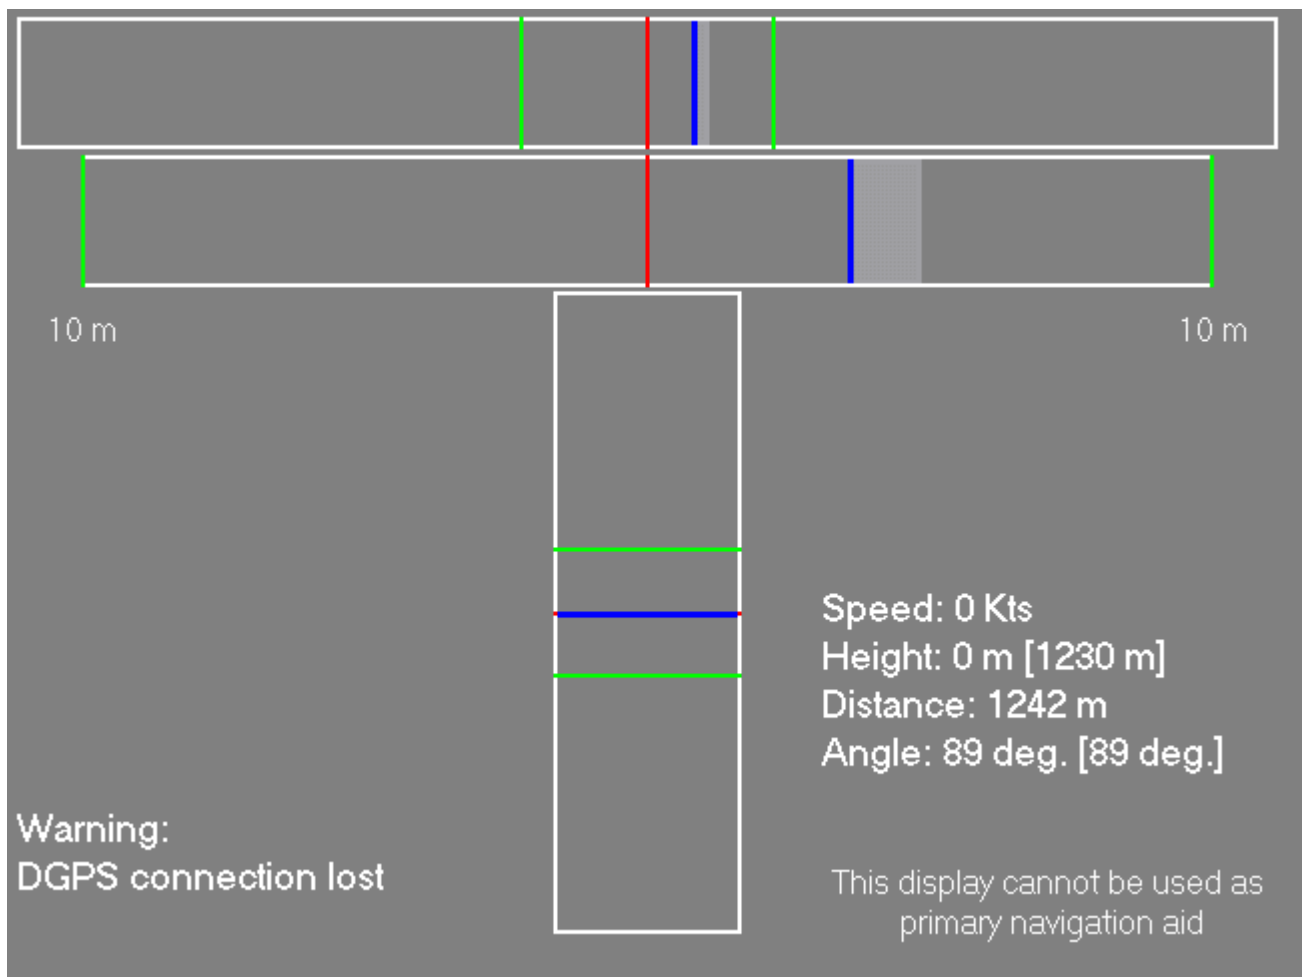 10 m
10 m
Speed: 0 Kts
Height: 0 m [1230 m]
Distance: 1242 m
Angle: 89 deg. [89 deg.]
Warning:
DGPS connection lost
This display cannot be used as
primary navigation aid